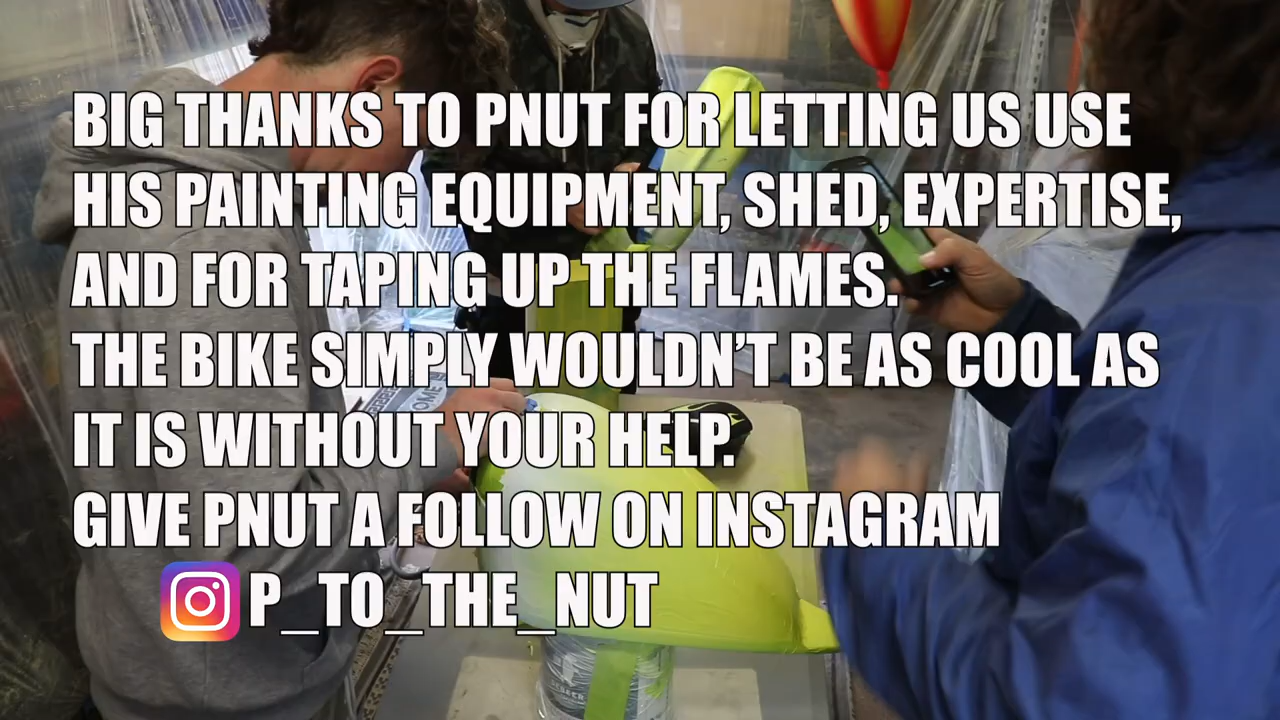 BIG THANKS TO PNUT FOR LETTING US USE
HIS PAINTING EQUIPMENT, SHED, EXPERTISE,
AND FOR TAPING UP THE FLAMES.
THE BIKE SIMPLY WOULDN'T BE AS COOL AS
IT IS WITHOUT YOUR HELP.
GIVE PNUT A FOLLOW ON INSTAGRAM
P_TO_THE_NUT